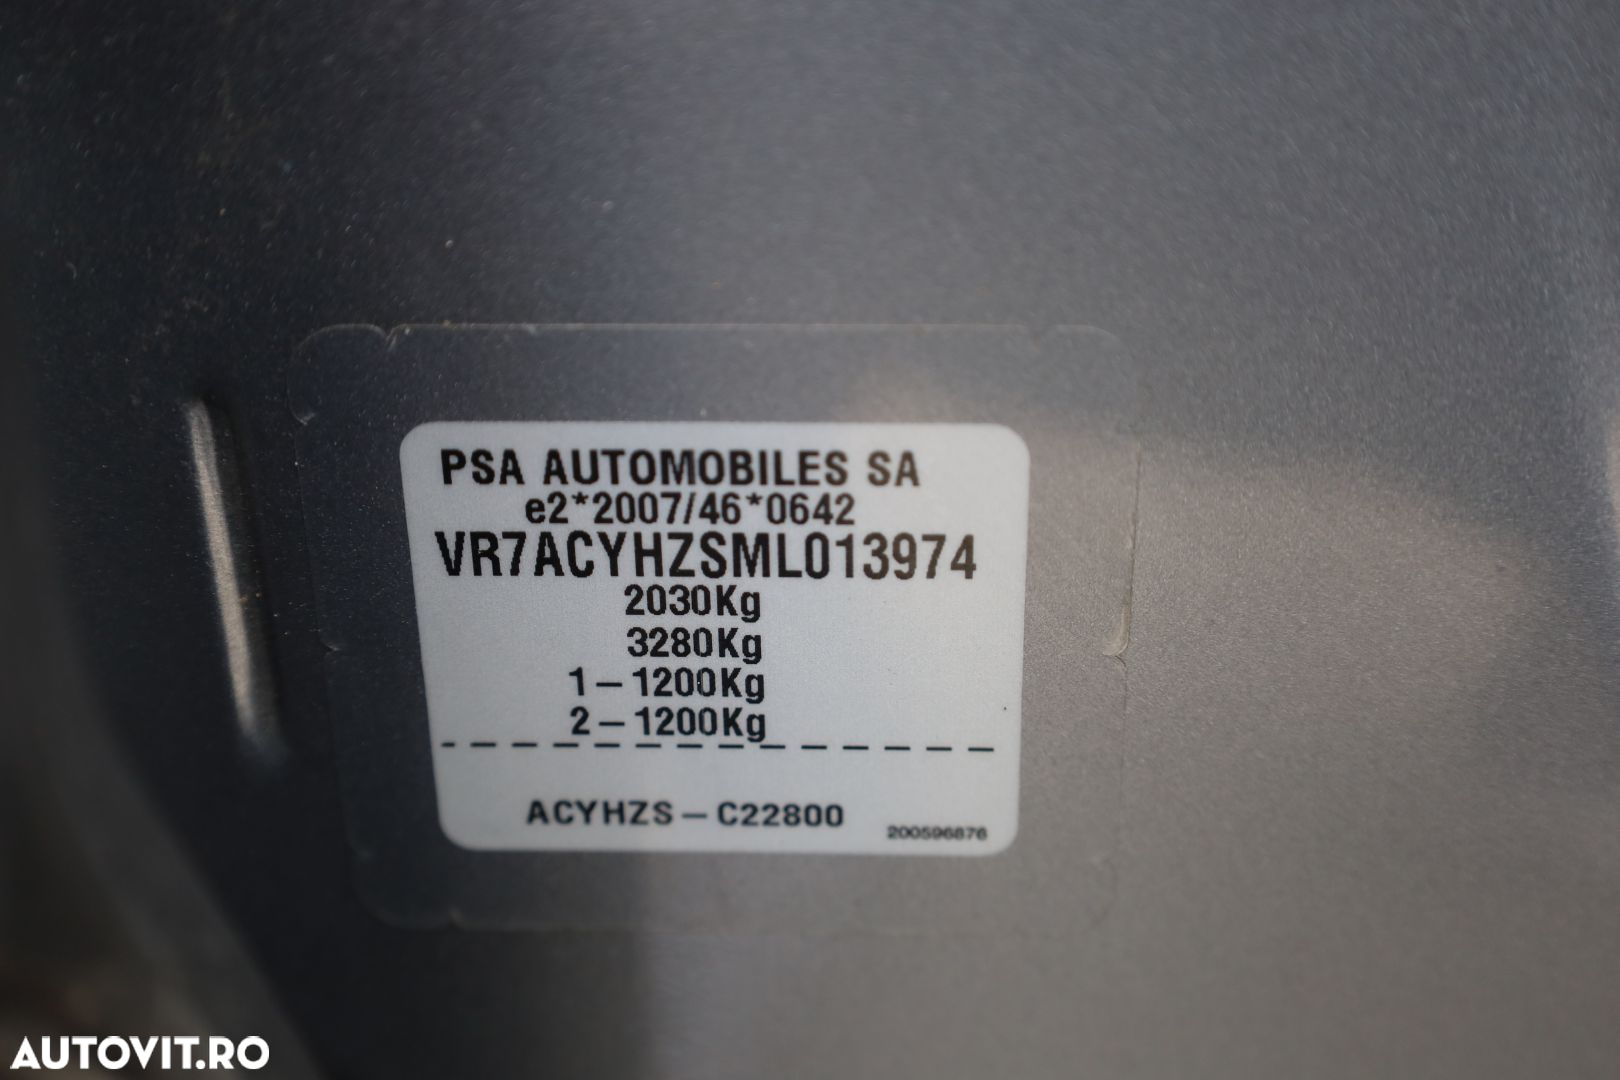 PSA AUTOMOBILES SA
e2*2007/46*0642
VR7ACYHZSML013974
2030Kg
3280Kg
1-1200Kg
2-1200Kg
ACYHZS-C22800
200596876
AUTOVIT.RO